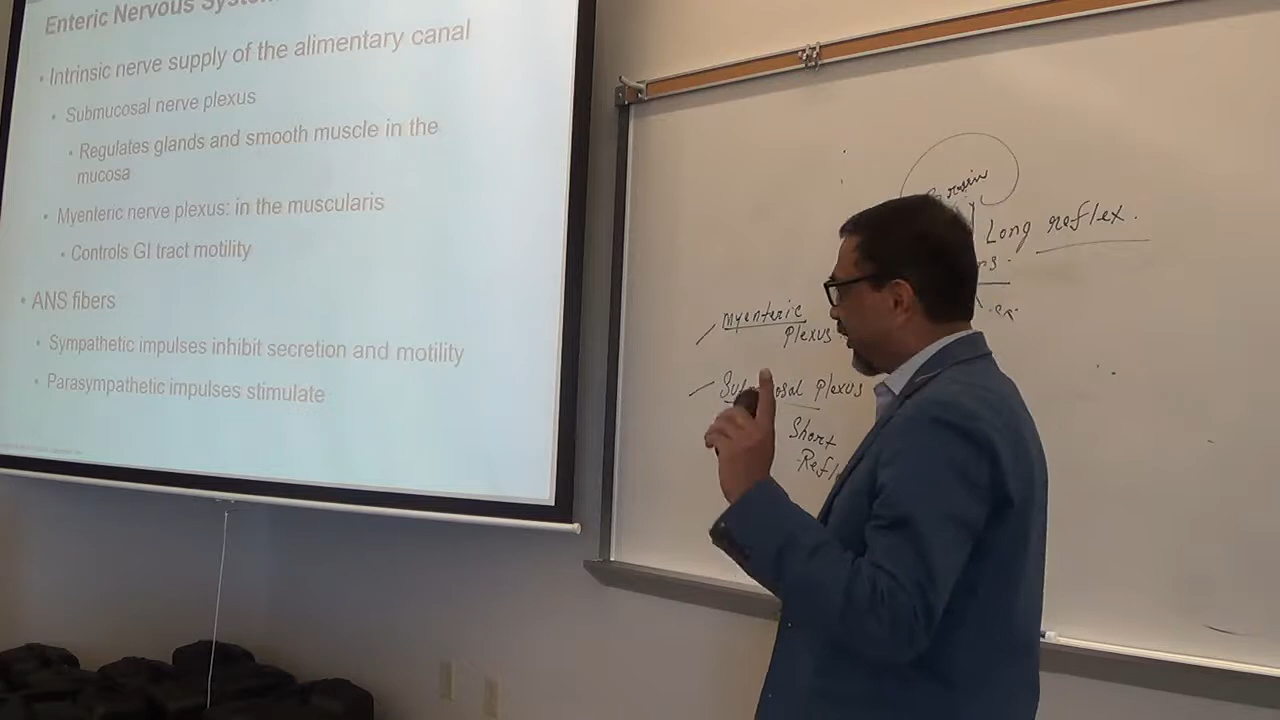 Enteric Nervous System
• Intrinsic nerve supply of the alimentary canal
• Submucosal nerve plexus
• Regulates glands and smooth muscle in the
mucosa
• Myenteric nerve plexus: in the muscularis
• Controls GI tract motility
• ANS fibers
• Sympathetic impulses inhibit secretion and motility
• Parasympathetic impulses stimulate
Brain
Long reflex.
myenteric
Plexus
plexus
Short